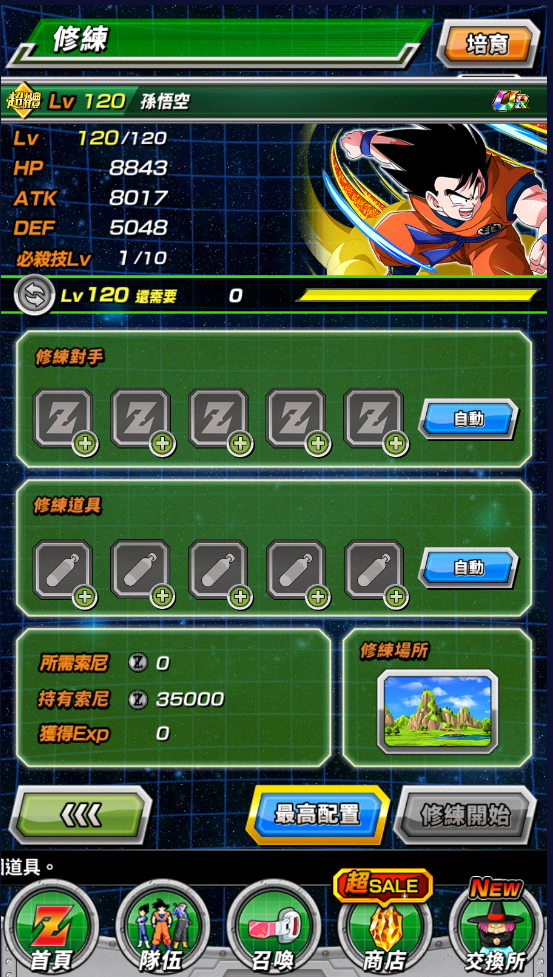 修練
培育
超體 Lv 120 孫悟空 UR
Lv 120/120
HP 8843
ATK 8017
DEF 5048
必殺技Lv 1/10
Lv120 還需要 0
修練對手
自動
修練道具
自動
所需索尼 0
持有索尼 35000
獲得Exp 0
修練場所
最高配置
修練開始
道具。
超SALE
NEW
首頁
隊伍
召喚
商店
交換所